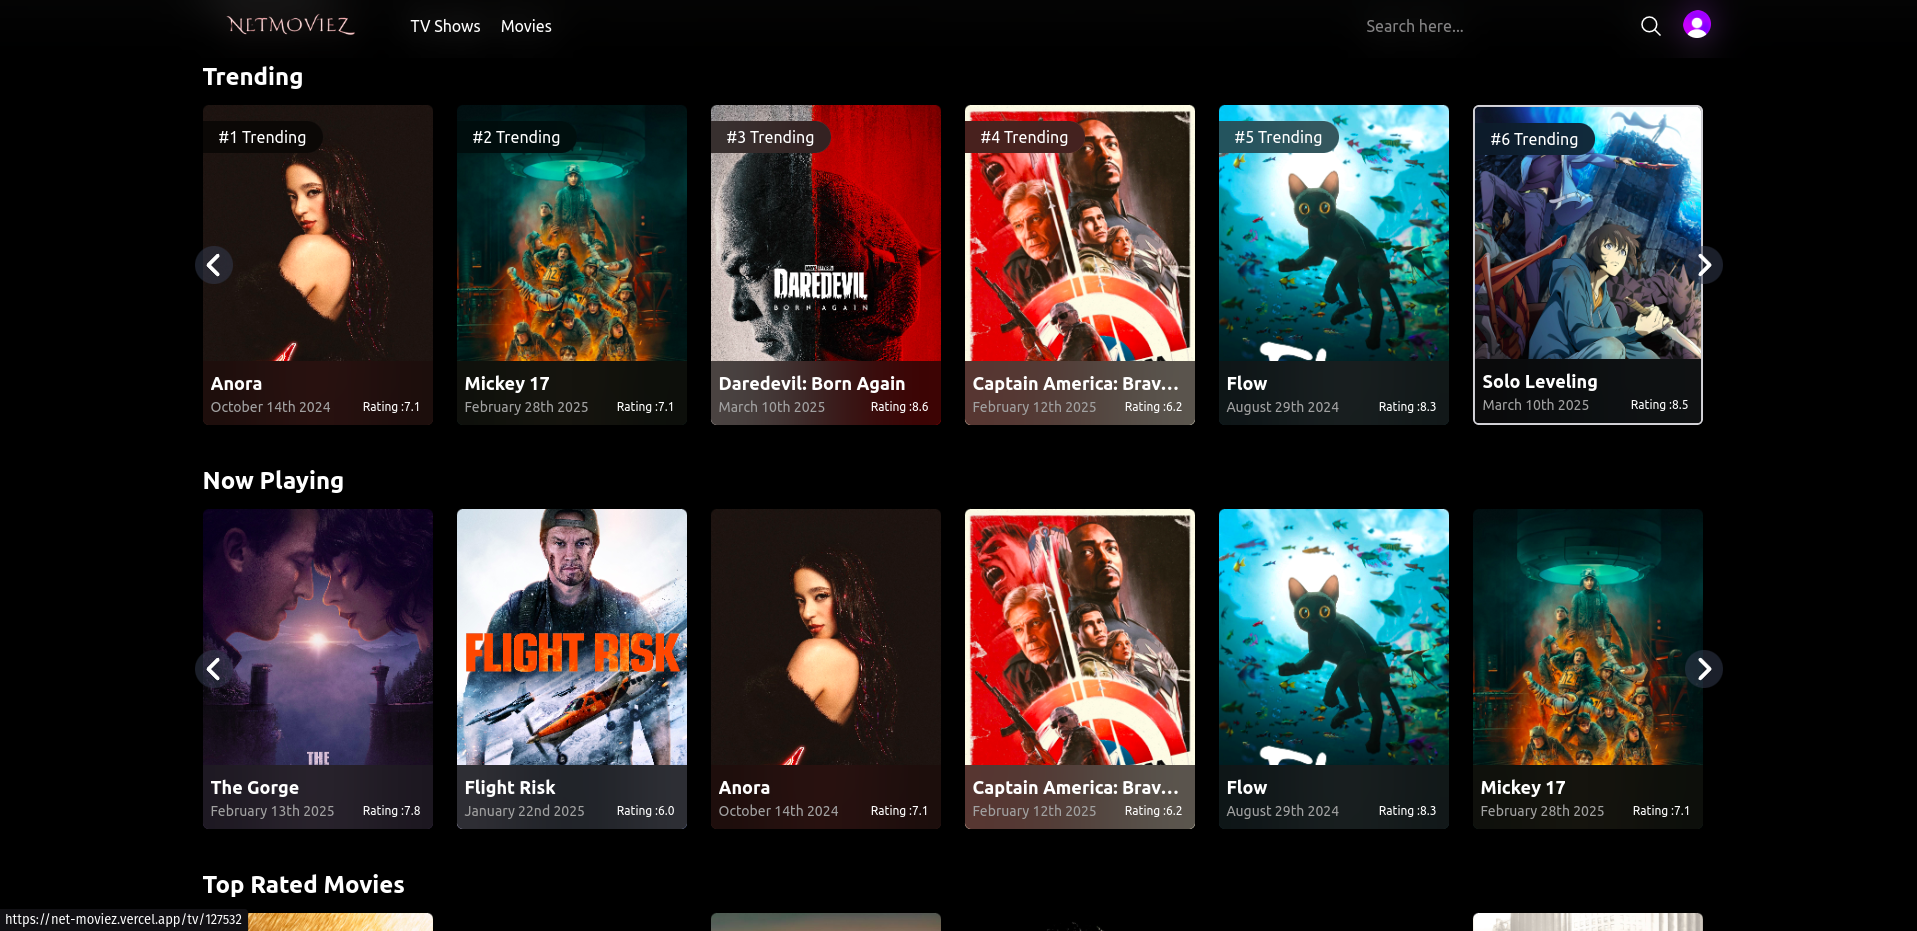 NETMOVIEZ
TV Shows
Movies
Search here...
Trending
#1 Trending
#2 Trending
#3 Trending
#4 Trending
#5 Trending
#6 Trending
DAREDEVIL
BORN AGAIN
Anora
October 14th 2024
Rating :7.1
Mickey 17
February 28th 2025
Rating :7.1
Daredevil: Born Again
March 10th 2025
Rating :8.6
Captain America: Brav...
February 12th 2025
Rating :6.2
Flow
August 29th 2024
Rating :8.3
Solo Leveling
March 10th 2025
Rating :8.5
Now Playing
THE
FLIGHT RISK
The Gorge
February 13th 2025
Rating :7.8
Flight Risk
January 22nd 2025
Rating :6.0
Anora
October 14th 2024
Rating :7.1
Captain America: Brav...
February 12th 2025
Rating :6.2
Flow
August 29th 2024
Rating :8.3
Mickey 17
February 28th 2025
Rating :7.1
Top Rated Movies
https://net-moviez.vercel.app/tv/127532